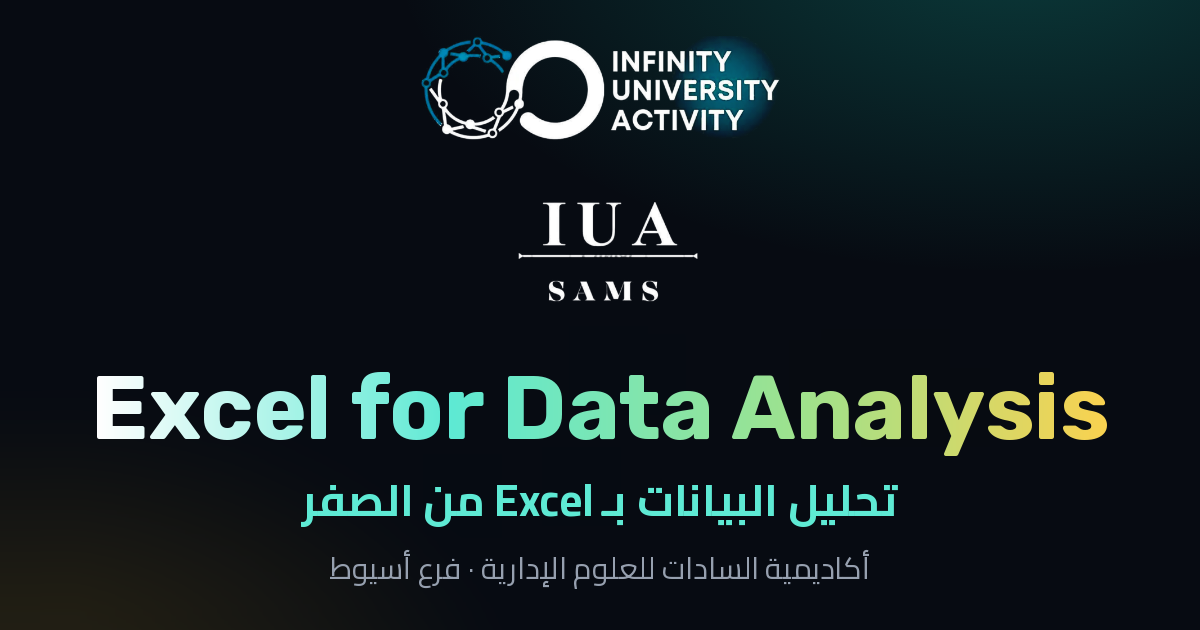 INFINITY
UNIVERSITY
ACTIVITY
IUA
SAMS
Excel for Data Analysis
تحليل البيانات بـ Excel من الصفر
أكاديمية السادات للعلوم الإدارية · فرع أسيوط